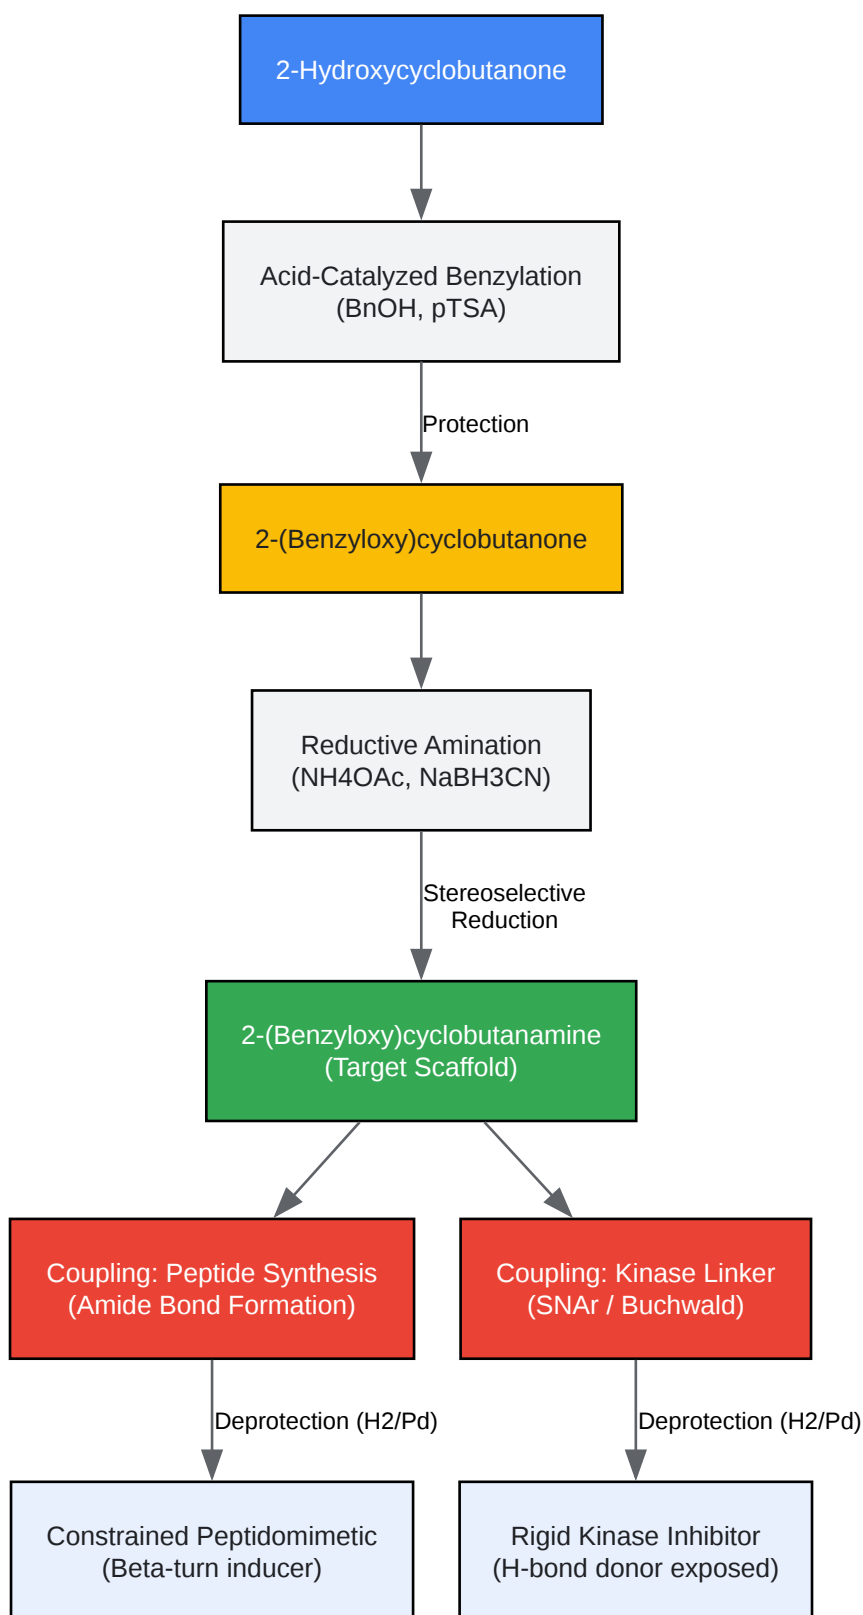 2-Hydroxycyclobutanone
Acid-Catalyzed Benzylation
(BnOH, pTSA)
Protection
2-(Benzyloxy)cyclobutanone
Reductive Amination
(NH4OAc, NaBH3CN)
Stereoselective
Reduction
2-(Benzyloxy)cyclobutanamine
(Target Scaffold)
Coupling: Peptide Synthesis
(Amide Bond Formation)
Coupling: Kinase Linker
(SNAr / Buchwald)
Deprotection (H2/Pd)
Deprotection (H2/Pd)
Constrained Peptidomimetic
(Beta-turn inducer)
Rigid Kinase Inhibitor
(H-bond donor exposed)